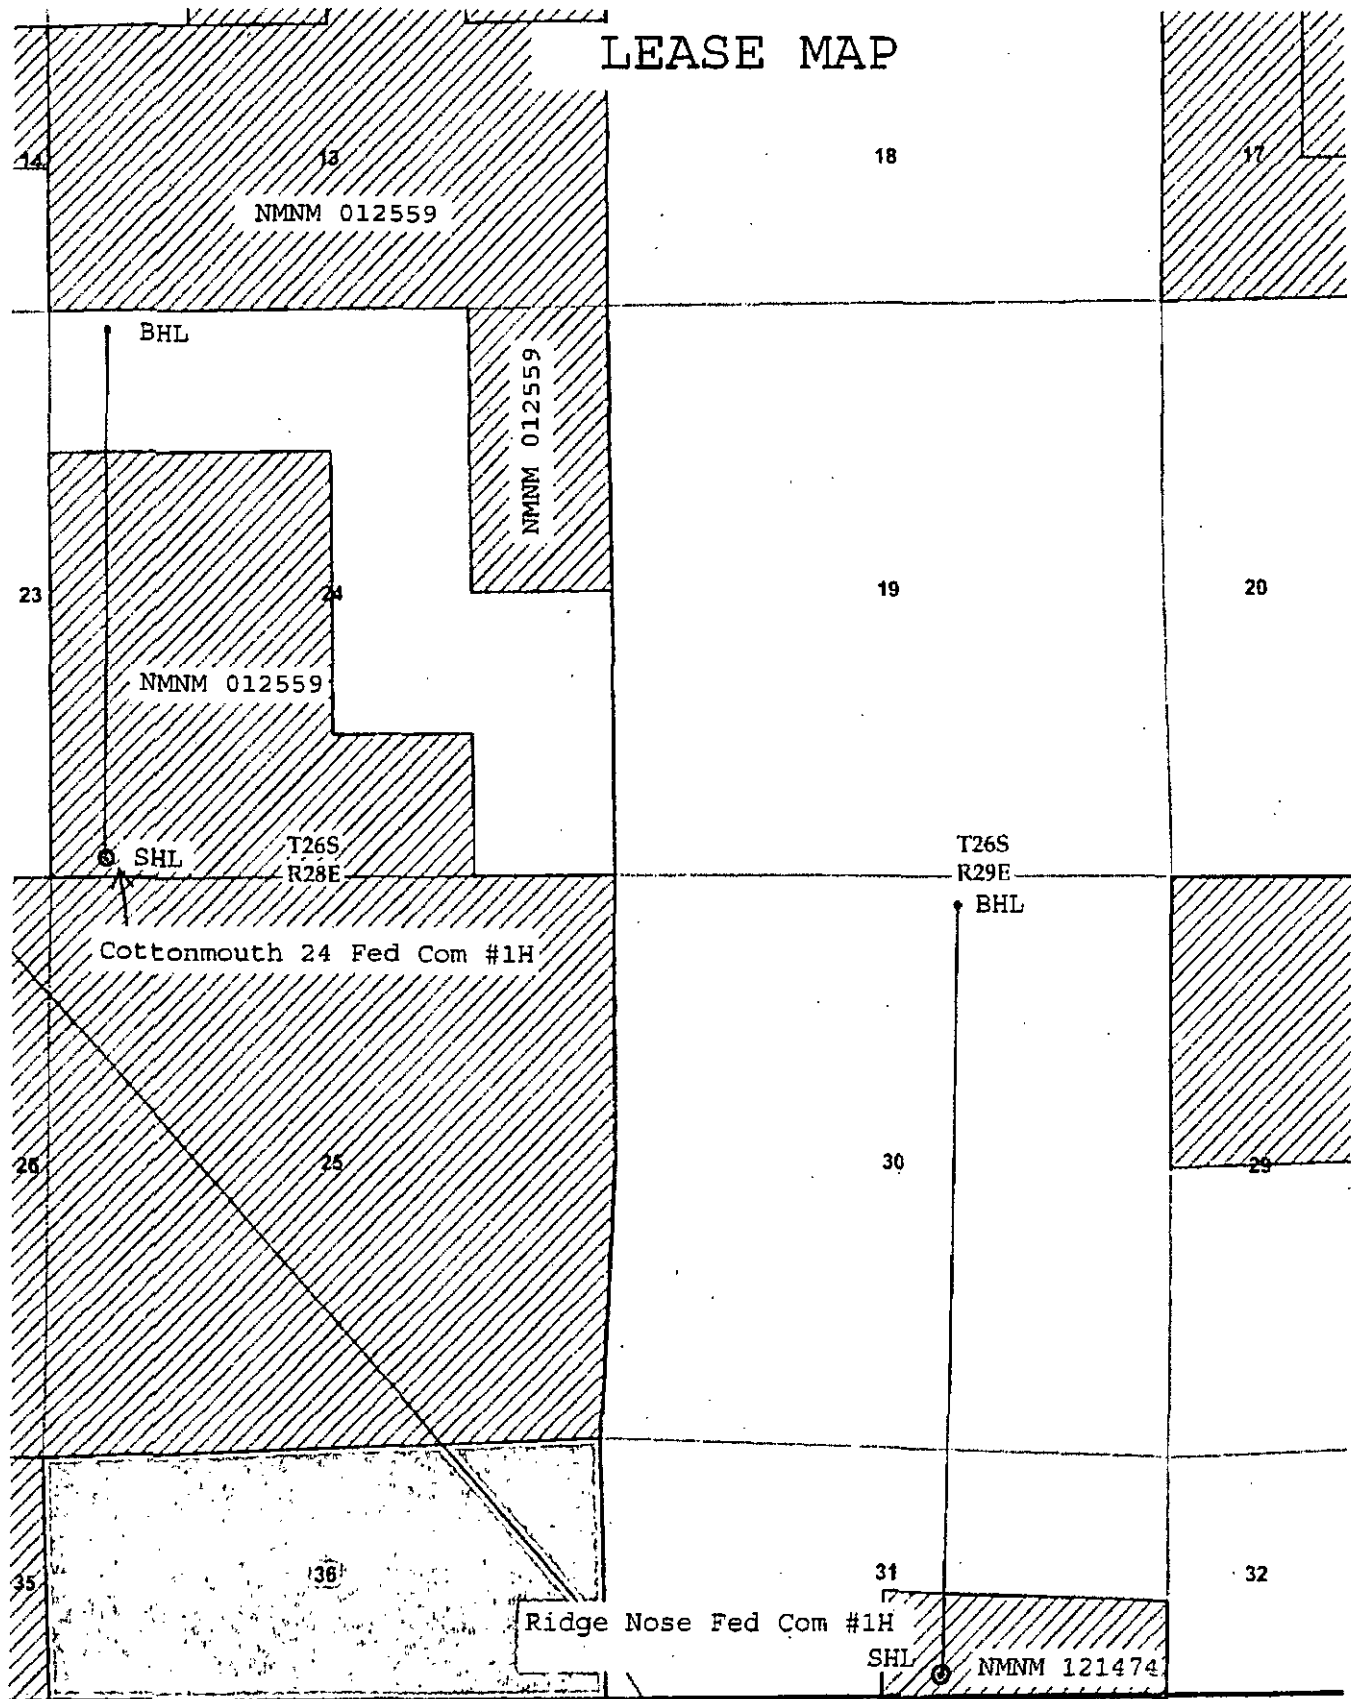 LEASE MAP
14
13
18
17
NMNM 012559
BHL
NMNM 012559
23
24
19
20
NMNM 012559
SHL
T26S
R28E
T26S
R29E
BHL
Cottonmouth 24 Fed Com #1H
26
25
30
29
35
36
31
32
Ridge Nose Fed Com #1H
SHL
NMNM 121474